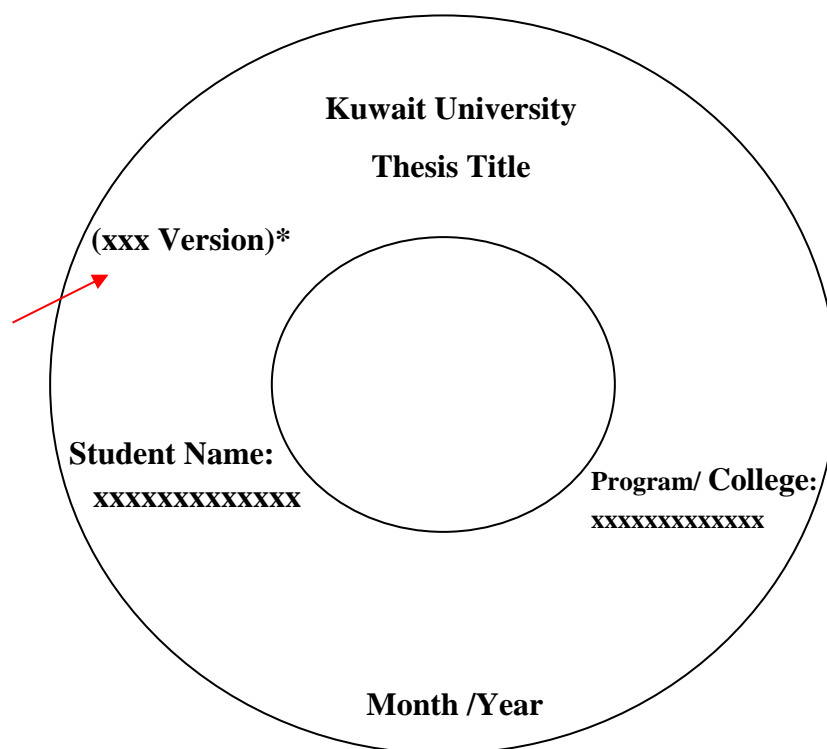 Kuwait University
Thesis Title
(xxx Version)*
Student Name:
xxxxxxxxxxxxx
Program/ College:
xxxxxxxxxxxxx
Month /Year